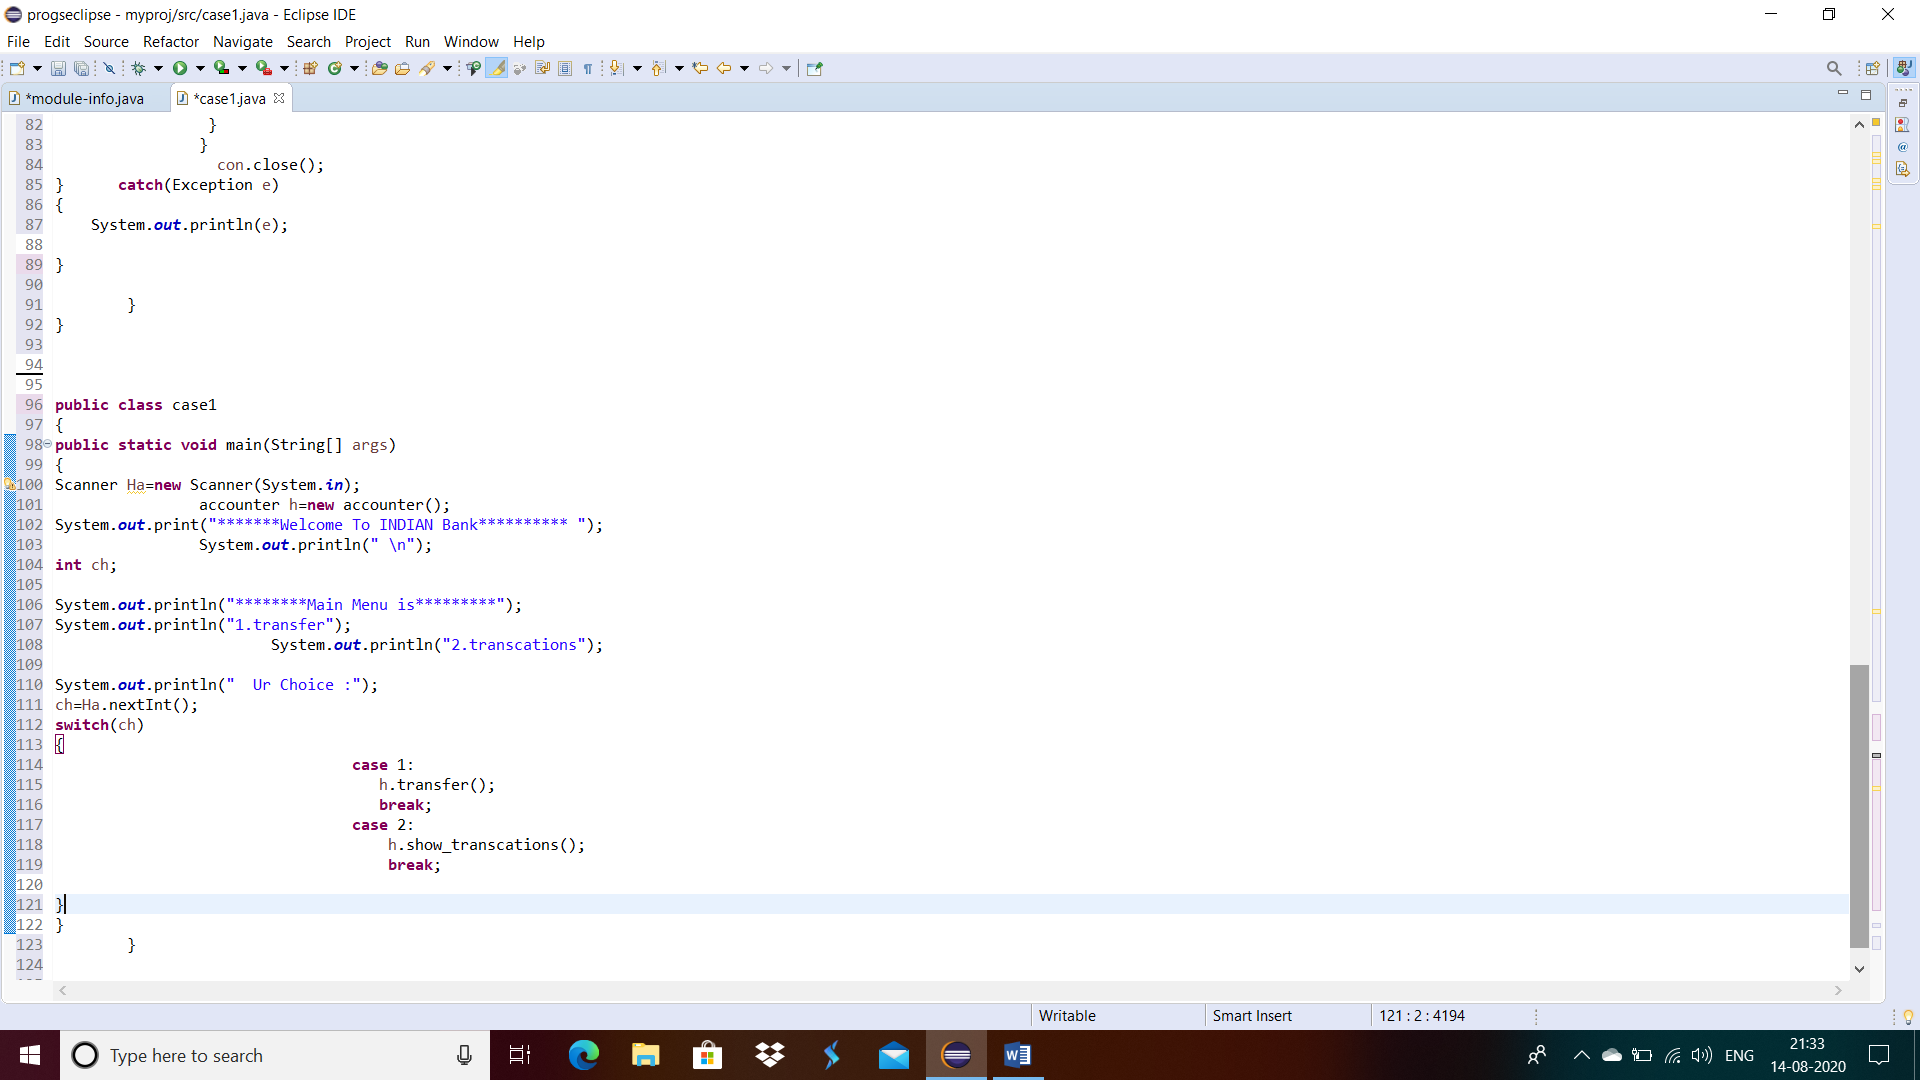 progseclipse - myproj/src/case1.java - Eclipse IDE
File Edit Source Refactor Navigate Search Project Run Window Help
*module-info.java *case1.java
82 }
83 }
84 con.close();
85 } catch(Exception e)
86 {
87 System.out.println(e);
88
89 }
90
91 }
92 }
93
94
95
96 public class case1
97 {
98 public static void main(String[] args)
99 {
100 Scanner Ha=new Scanner(System.in);
101 accounter h=new accounter();
102 System.out.print("*******Welcome To INDIAN Bank********** ");
103 System.out.println(" \n");
104 int ch;
105
106 System.out.println("********Main Menu is*********");
107 System.out.println("1.transfer");
108 System.out.println("2.transcations");
109
110 System.out.println("  Ur Choice :");
111 ch=Ha.nextInt();
112 switch(ch)
113 {
114 case 1:
115 h.transfer();
116 break;
117 case 2:
118 h.show_transcations();
119 break;
120
121 }
122 }
123 }
124
Writable Smart Insert 121 : 2 : 4194
Type here to search
ENG
21:33
14-08-2020